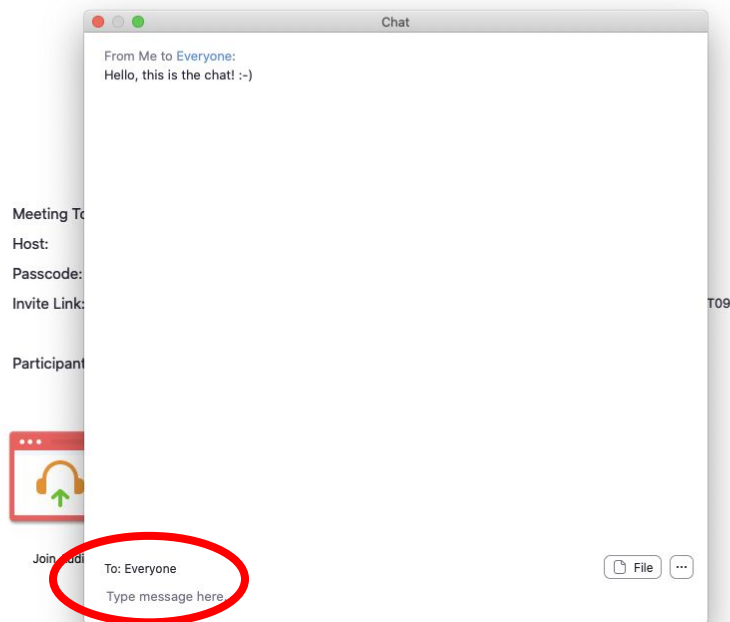 Chat
From Me to Everyone:
Hello, this is the chat! :-)
Meeting To
Host:
Passcode:
Invite Link:
T09
Participant
Join Audi
To: Everyone
File
Type message here